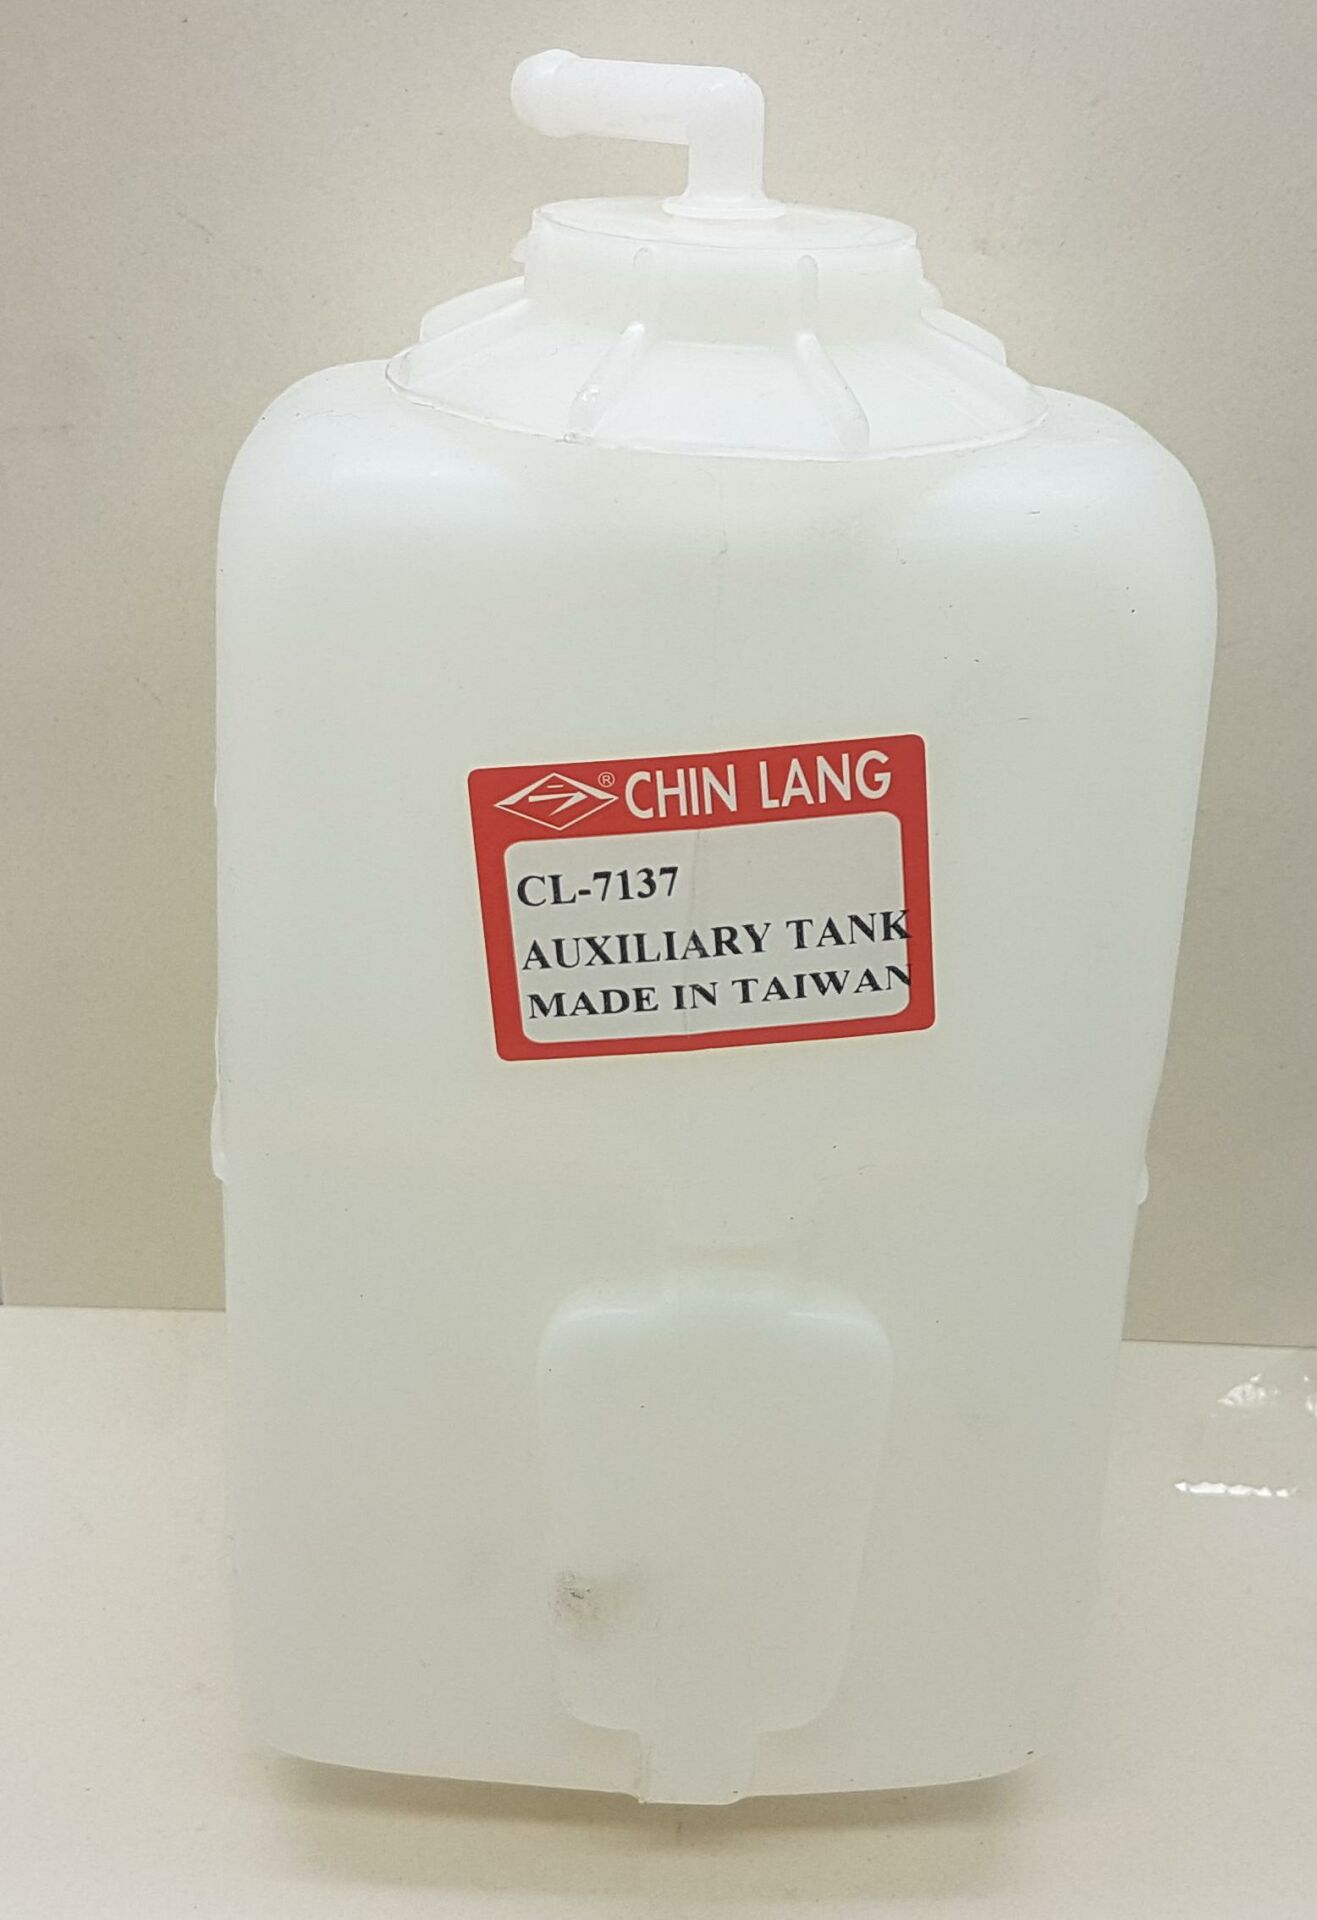 ® CHIN LANG
CL-7137
AUXILIARY TANK
MADE IN TAIWAN